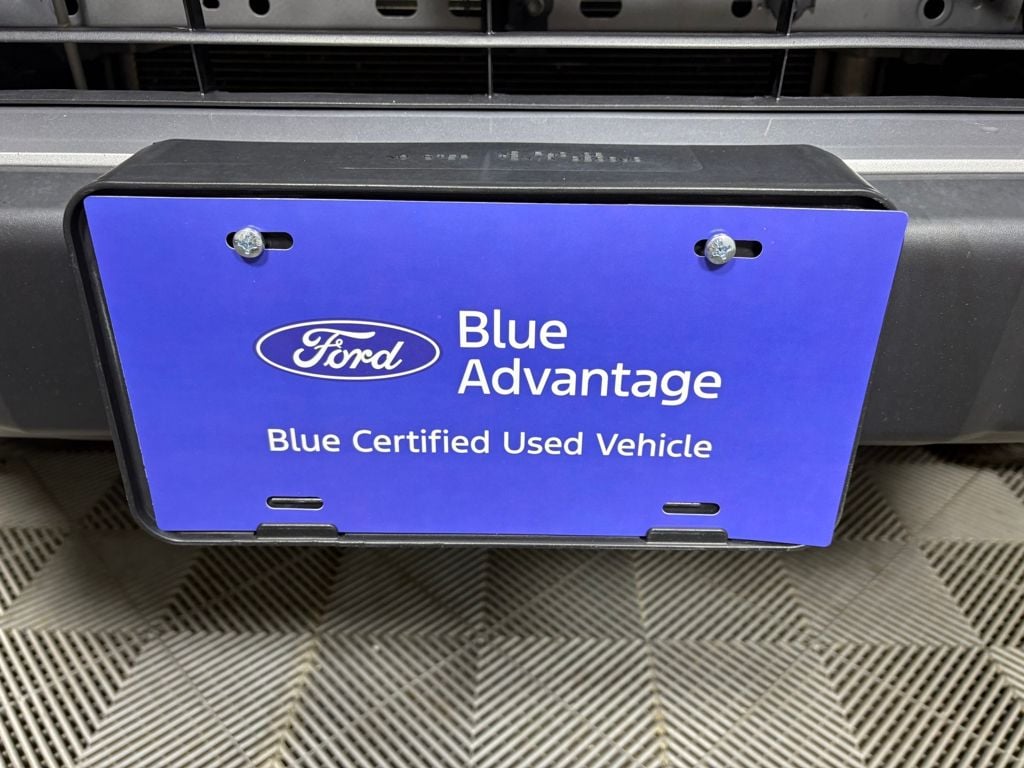 Ford
Blue
Advantage
Blue Certified Used Vehicle